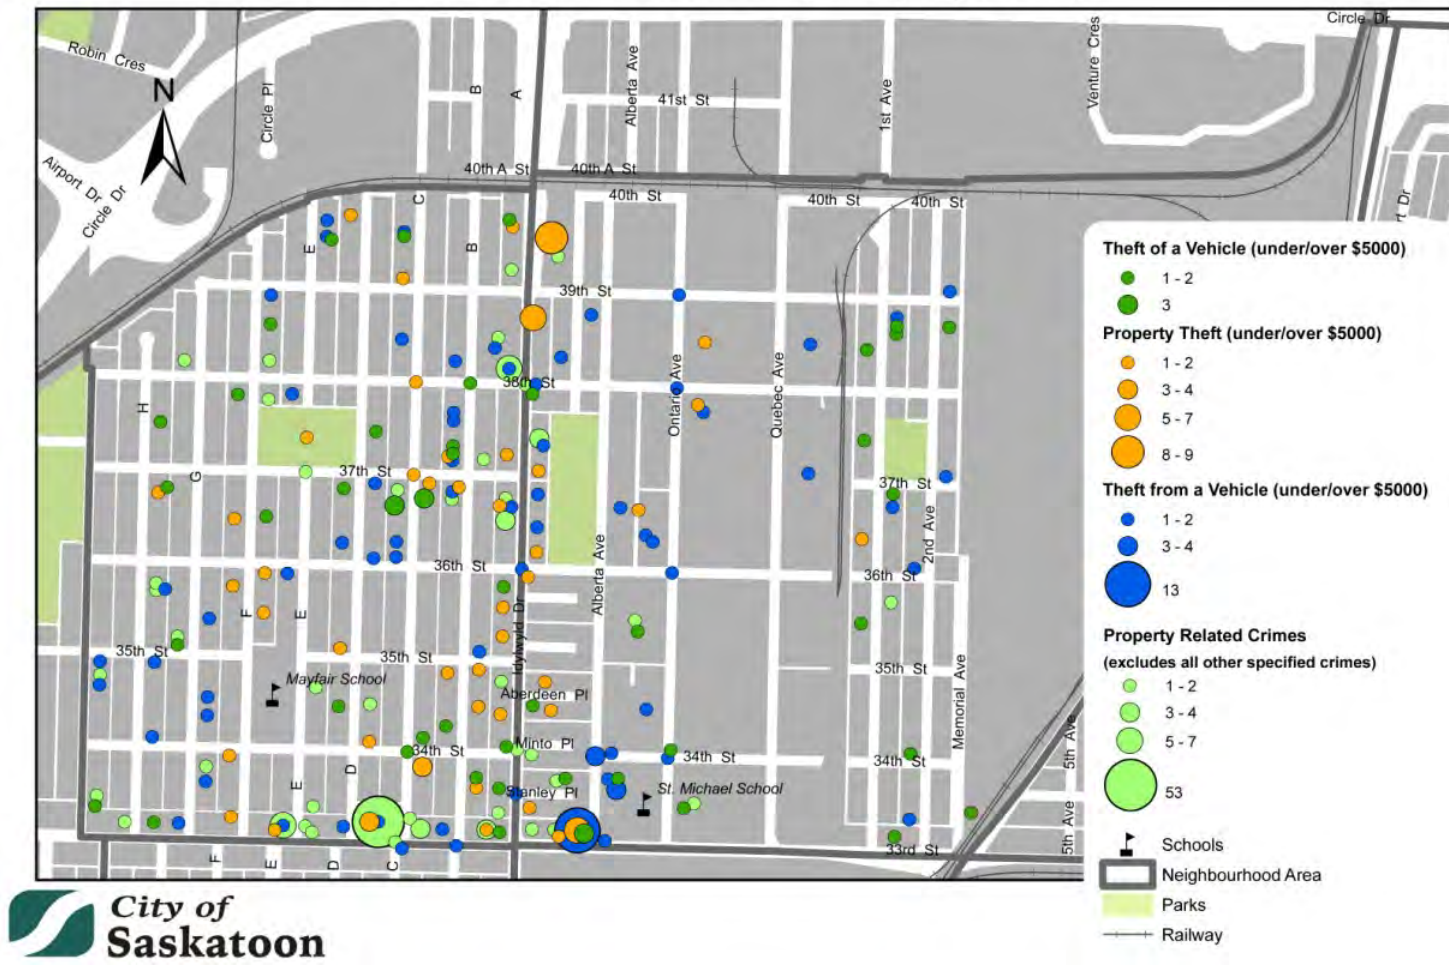 Circle Dr
Robin Cres
N
Circle Pl
B
A
Alberta Ave
41st St
1st Ave
Venture Cres
Airport Dr
Circle Dr
40th A St
40th A St
40th St
40th St
40th St
rt Dr
C
E
B
39th St
38th St
Ontario Ave
Quebec Ave
H
G
37th St
37th St
2nd Ave
36th St
36th St
Alberta Ave
F
E
Idylwyld Dr
35th St
35th St
35th St
Mayfair School
Aberdeen Pl
Memorial Ave
Minto Pl
34th St
34th St
34th St
5th Ave
D
E
Stanley Pl
St. Michael School
5th Ave
33rd St
F
E
D
C
Theft of a Vehicle (under/over $5000)
1 - 2
3
Property Theft (under/over $5000)
1 - 2
3 - 4
5 - 7
8 - 9
Theft from a Vehicle (under/over $5000)
1 - 2
3 - 4
13
Property Related Crimes
(excludes all other specified crimes)
1 - 2
3 - 4
5 - 7
53
Schools
Neighbourhood Area
Parks
Railway
City of
Saskatoon